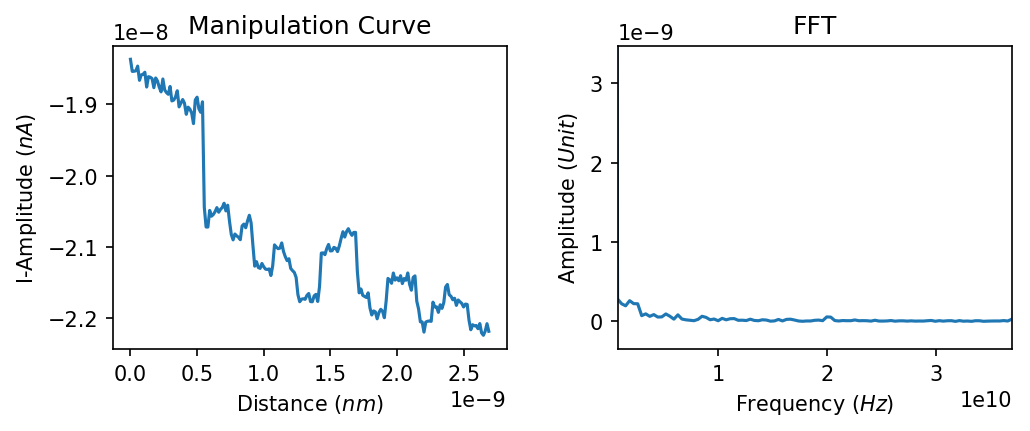 Manipulation Curve
1e−8
−1.9
−2.0
−2.1
−2.2
I-Amplitude (nA)
0.0 0.5 1.0 1.5 2.0 2.5
Distance (nm)
1e−9
FFT
1e−9
3
2
1
0
Amplitude (Unit)
1 2 3
Frequency (Hz)
1e10